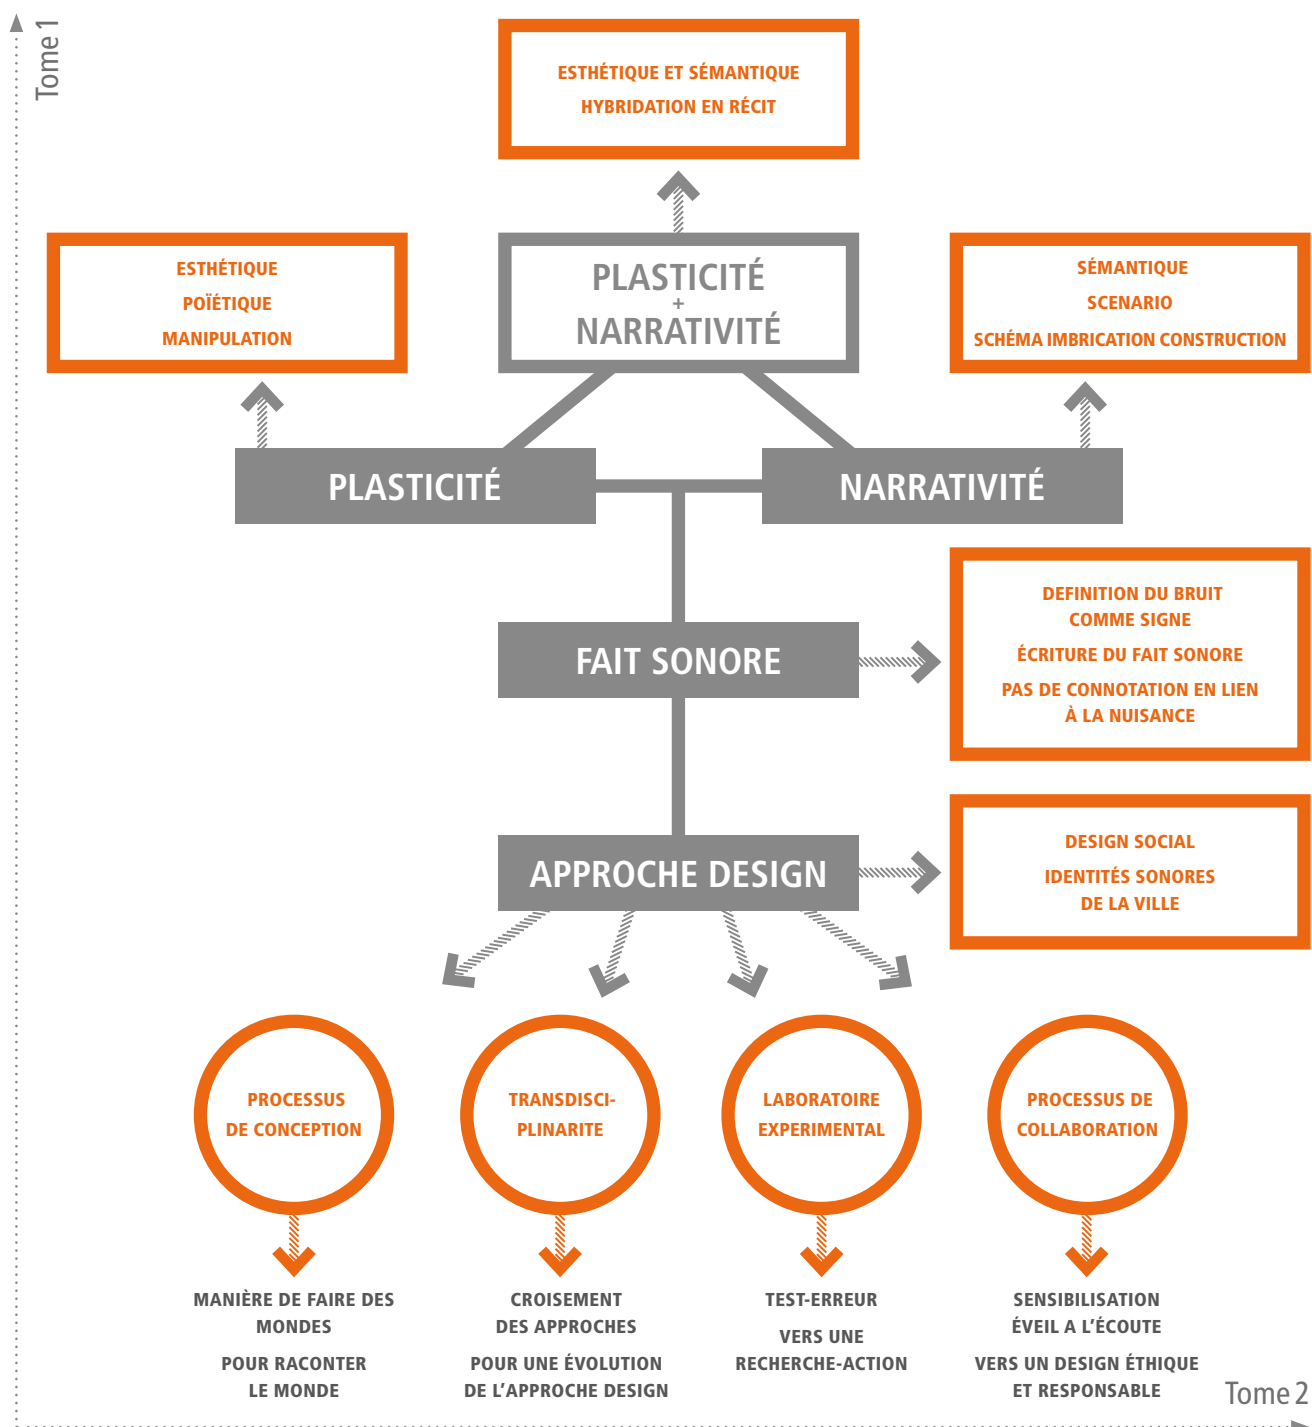 Tome 1
ESTHÉTIQUE ET SÉMANTIQUE
HYBRIDATION EN RÉCIT
ESTHÉTIQUE
POÏÉTIQUE
MANIPULATION
PLASTICITÉ
+
NARRATIVITÉ
SÉMANTIQUE
SCENARIO
SCHÉMA IMBRICATION CONSTRUCTION
PLASTICITÉ
NARRATIVITÉ
FAIT SONORE
DEFINITION DU BRUIT
COMME SIGNE
ÉCRITURE DU FAIT SONORE
PAS DE CONNOTATION EN LIEN
À LA NUISANCE
APPROCHE DESIGN
DESIGN SOCIAL
IDENTITÉS SONORES
DE LA VILLE
PROCESSUS
DE CONCEPTION
TRANSDISCI-
PLINARITE
LABORATOIRE
EXPERIMENTAL
PROCESSUS DE
COLLABORATION
MANIÈRE DE FAIRE DES
MONDES
POUR RACONTER
LE MONDE
CROISEMENT
DES APPROCHES
POUR UNE ÉVOLUTION
DE L'APPROCHE DESIGN
TEST-ERREUR
VERS UNE
RECHERCHE-ACTION
SENSIBILISATION
ÉVEIL A L'ÉCOUTE
VERS UN DESIGN ÉTHIQUE
ET RESPONSABLE
Tome 2